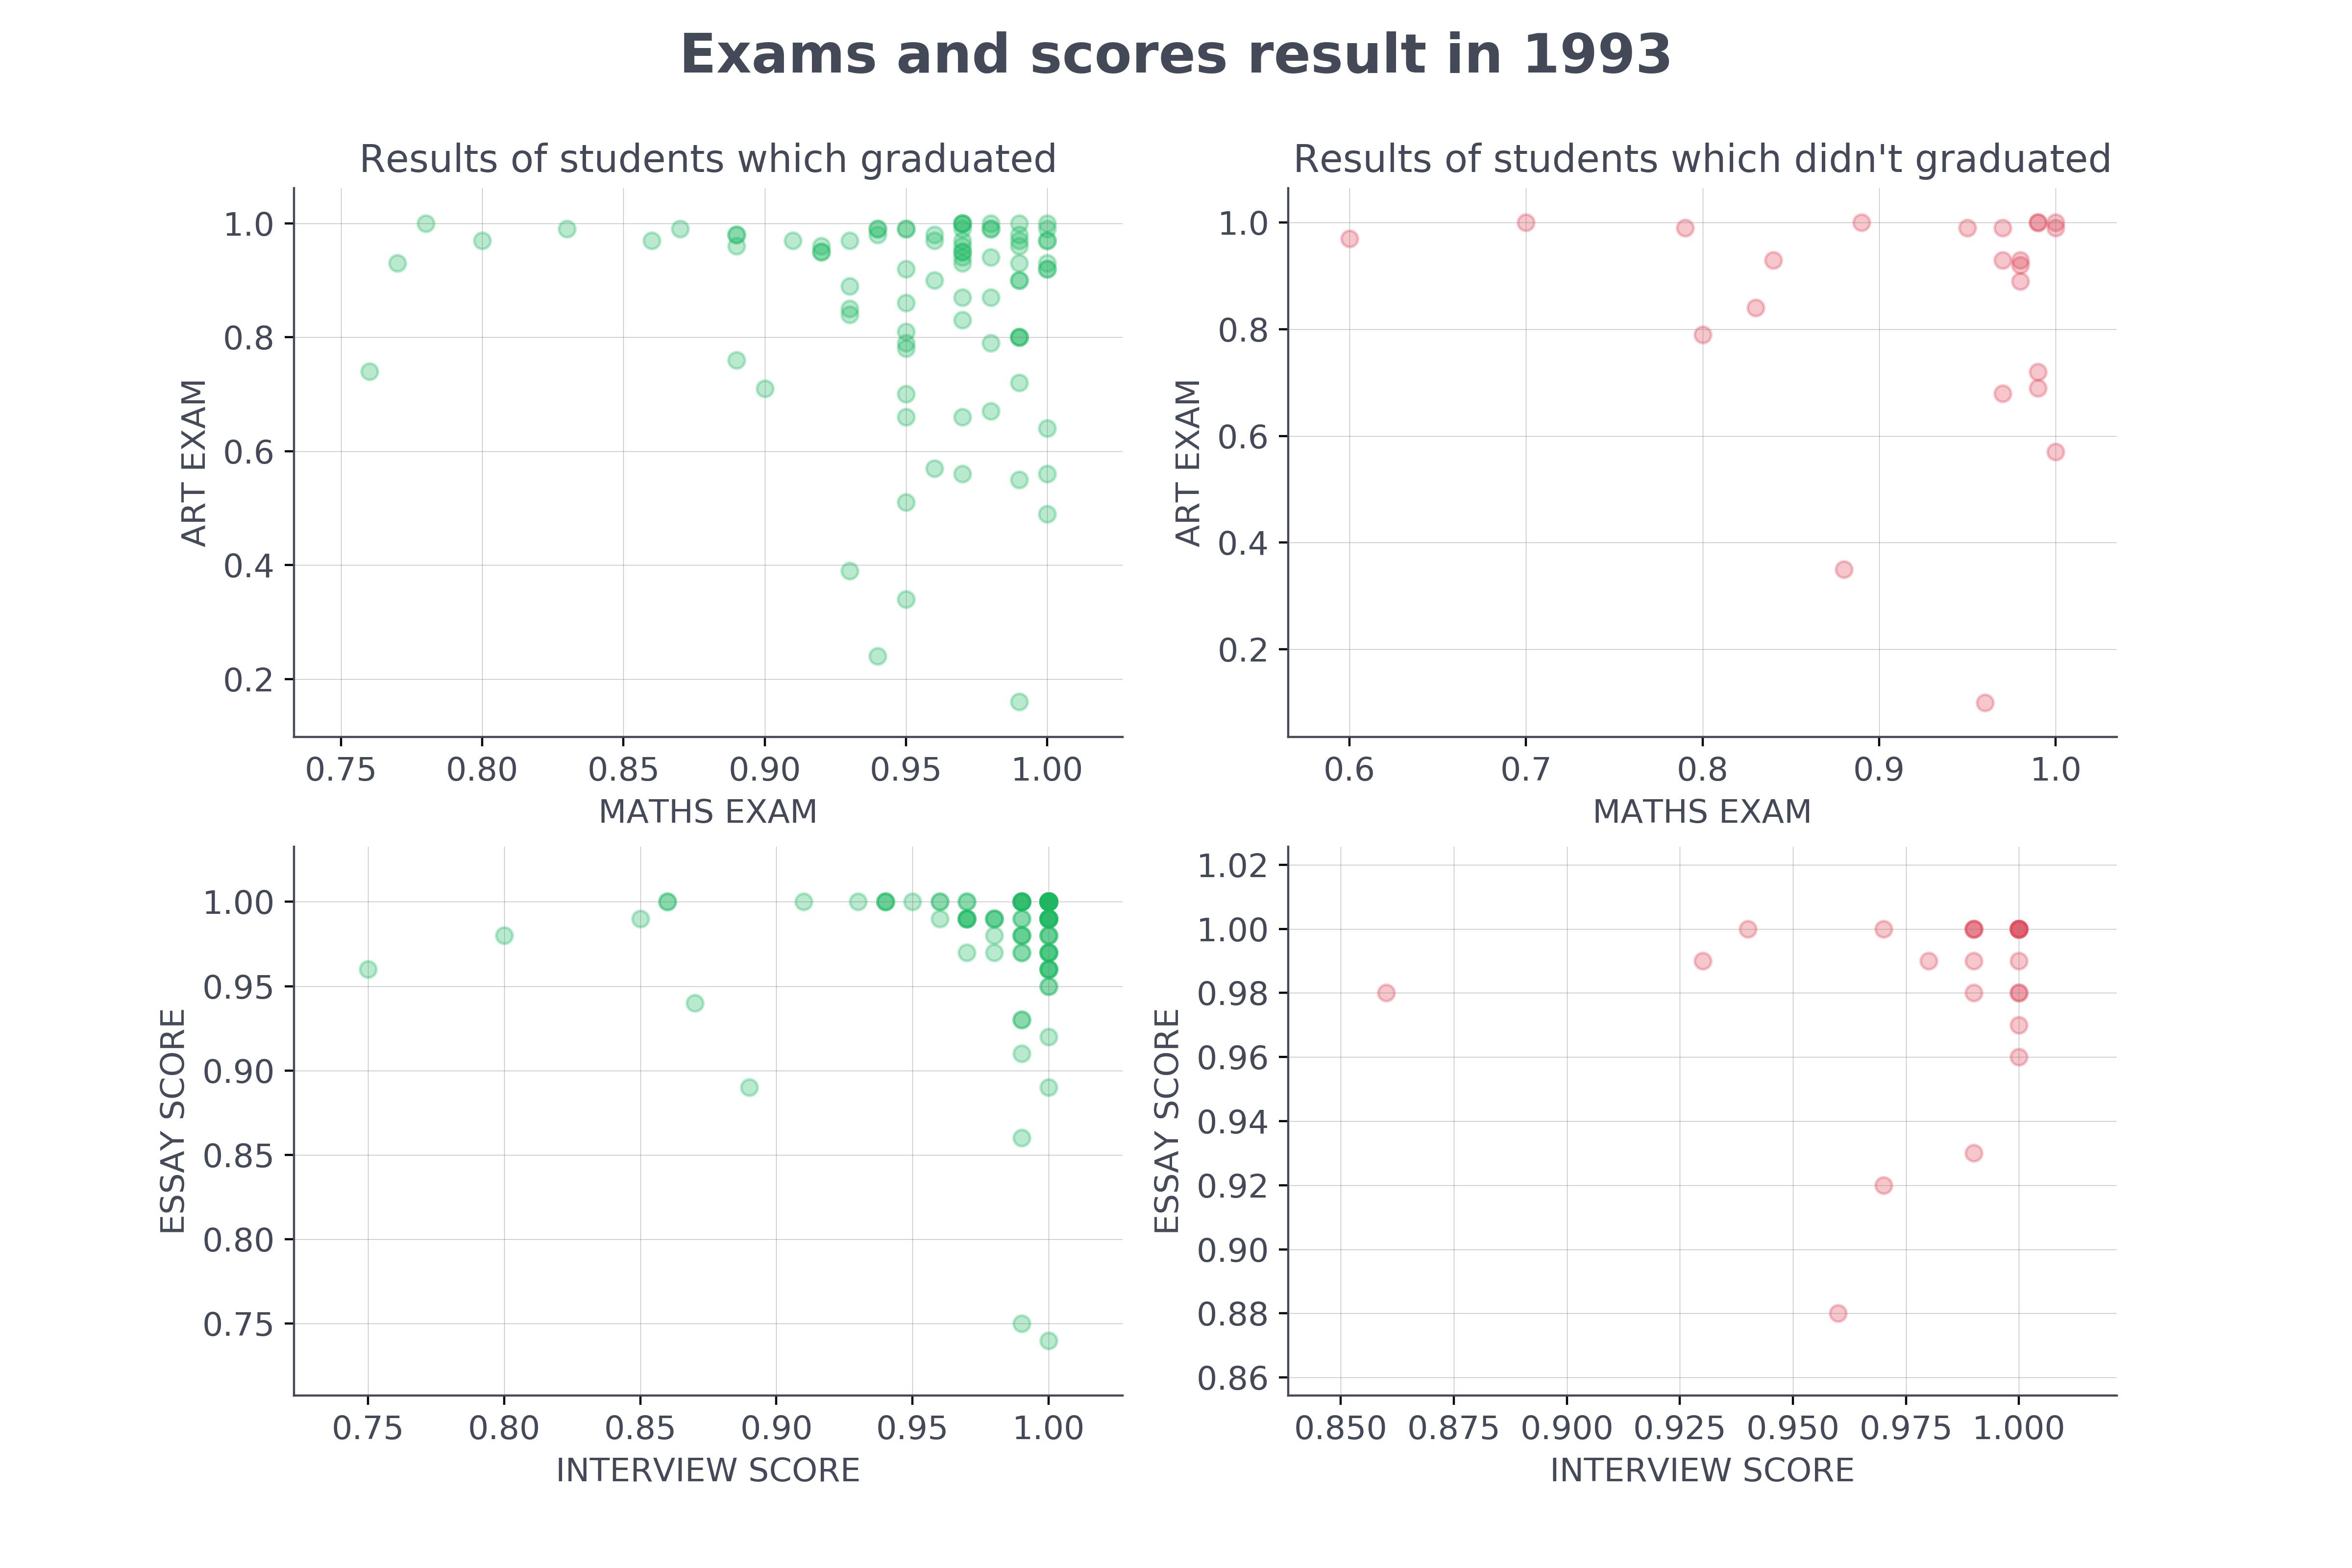 Exams and scores result in 1993
Results of students which graduated
1.0
0.8
0.6
0.4
0.2
ART EXAM
0.75 0.80 0.85 0.90 0.95 1.00
MATHS EXAM
Results of students which didn't graduated
1.0
0.8
0.6
0.4
0.2
ART EXAM
0.6 0.7 0.8 0.9 1.0
MATHS EXAM
1.00
0.95
0.90
0.85
0.80
0.75
ESSAY SCORE
0.75 0.80 0.85 0.90 0.95 1.00
INTERVIEW SCORE
1.02
1.00
0.98
0.96
0.94
0.92
0.90
0.88
0.86
ESSAY SCORE
0.850 0.875 0.900 0.925 0.950 0.975 1.000
INTERVIEW SCORE